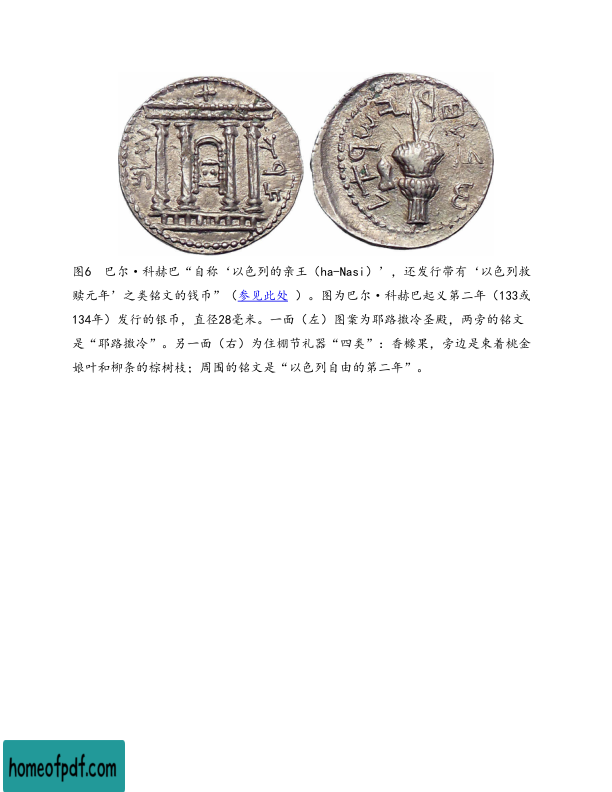 图6 巴尔·科赫巴“自称‘以色列的亲王（ha-Nasi）’，还发行带有‘以色列救
赎元年’之类铭文的钱币”（参见此处 ）。图为巴尔·科赫巴起义第二年（133或
134年）发行的银币，直径28毫米。一面（左）图案为耶路撒冷圣殿，两旁的铭文
是“耶路撒冷”。另一面（右）为住棚节礼器“四类”：香橼果，旁边是束着桃金
娘叶和柳条的棕树枝；周围的铭文是“以色列自由的第二年”。
homeofpdf.com